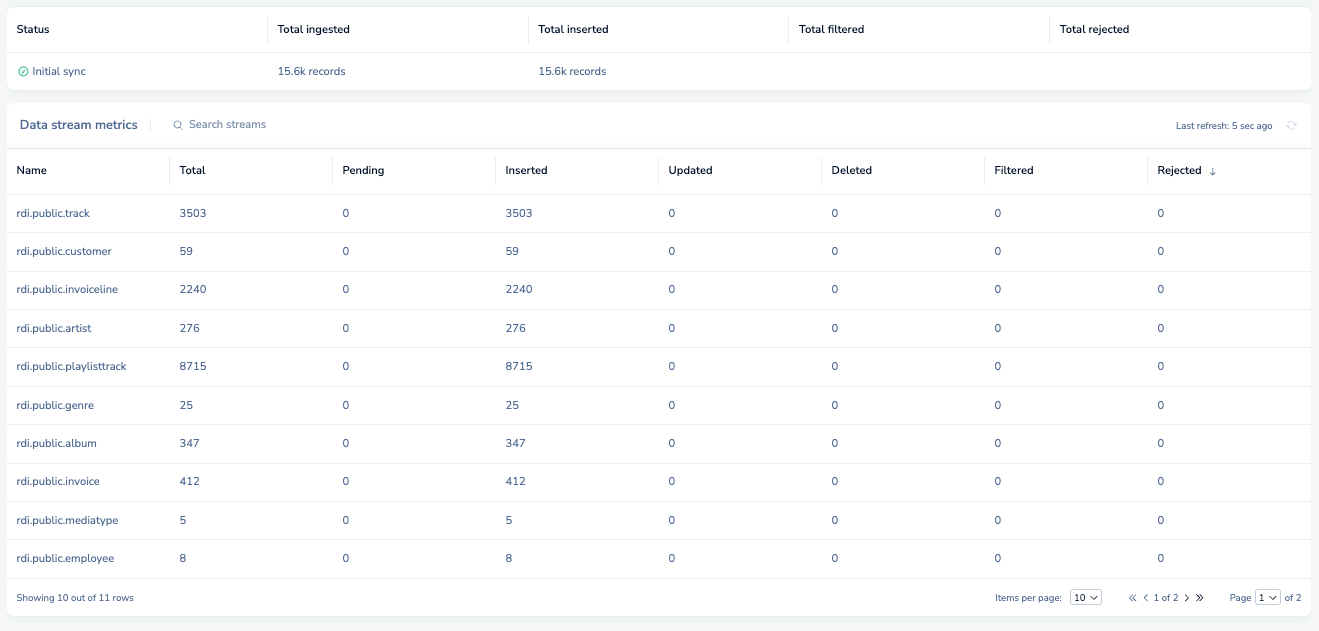 Status Total ingested Total inserted Total filtered Total rejected
Initial sync 15.6k records 15.6k records
Data stream metrics Search streams Last refresh: 5 sec ago
Name Total Pending Inserted Updated Deleted Filtered Rejected ↓
rdi.public.track 3503 0 3503 0 0 0 0
rdi.public.customer 59 0 59 0 0 0 0
rdi.public.invoiceline 2240 0 2240 0 0 0 0
rdi.public.artist 276 0 276 0 0 0 0
rdi.public.playlisttrack 8715 0 8715 0 0 0 0
rdi.public.genre 25 0 25 0 0 0 0
rdi.public.album 347 0 347 0 0 0 0
rdi.public.invoice 412 0 412 0 0 0 0
rdi.public.mediatype 5 0 5 0 0 0 0
rdi.public.employee 8 0 8 0 0 0 0
Showing 10 out of 11 rows Items per page: 10 1 of 2 Page 1 of 2